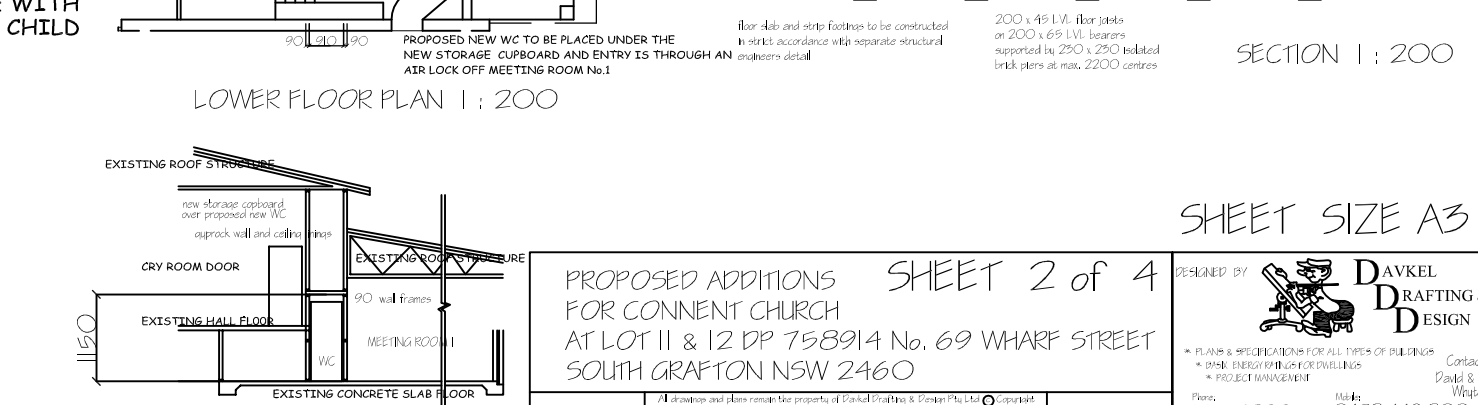 WITH
CHILD
90 910 90
PROPOSED NEW WC TO BE PLACED UNDER THE
NEW STORAGE CUPBOARD AND ENTRY IS THROUGH AN
AIR LOCK OFF MEETING ROOM No.1
LOWER FLOOR PLAN 1 : 200
floor slab and strip footings to be constructed
in strict accordance with separate structural
engineers detail
200 x 45 LVL floor joists
on 200 x 65 LVL bearers
supported by 230 x 230 isolated
brick piers at max. 2200 centres
SECTION 1 : 200
EXISTING ROOF STRUCTURE
new storage copboard
over proposed new WC
gyprock wall and ceiling linings
CRY ROOM DOOR
EXISTING ROOF STRUCTURE
90 wall frames
EXISTING HALL FLOOR
1150
MEETING ROOM 1
WC
EXISTING CONCRETE SLAB FLOOR
SHEET SIZE A3
PROPOSED ADDITIONS
SHEET 2 of 4
FOR CONNENT CHURCH
AT LOT 11 & 12 DP 758914 No. 69 WHARF STREET
SOUTH GRAFTON NSW 2460
All drawings and plans remain the property of Davkel Drafting & Design Pty Ltd © Copyright
DESIGNED BY
DAVKEL
DRAFTING
DESIGN
* PLANS & SPECIFICATIONS FOR ALL TYPES OF BUILDINGS
* BASIX ENERGY RATINGS FOR DWELLINGS
* PROJECT MANAGEMENT
David &
Phone:
Mobile: